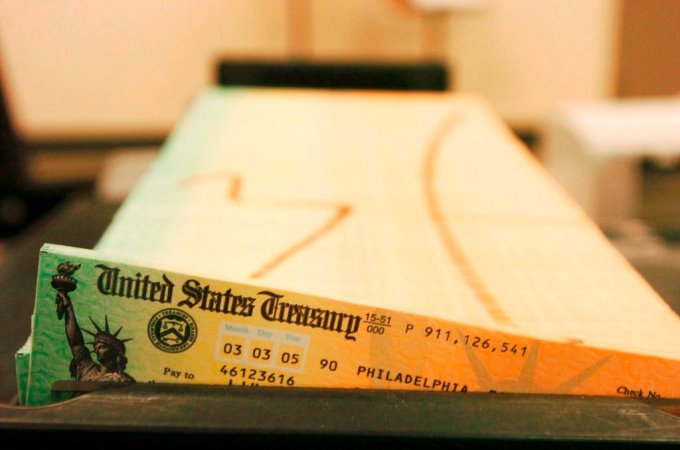 United States Treasury 15-51 000 P 911,126,541
Month Day Year
03 03 05 90 PHILADELPHIA,
Check No.
Pay to 46123616